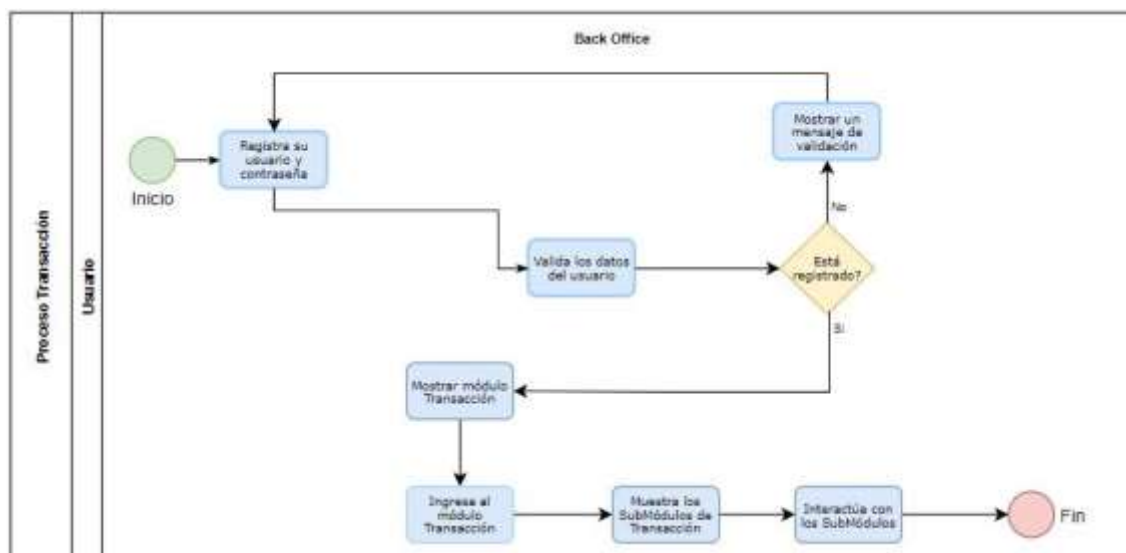 Proceso Transacción
Usuario
Back Office
Inicio
Registra su
usuario y
contraseña
Mostrar un
mensaje de
validación
No
Valida los datos
del usuario
Está
registrado?
Si
Mostrar módulo
Transacción
Ingresa al
módulo
Transacción
Muestra los
SubMódulos de
Transacción
Interactúa con
los SubMódulos
Fin